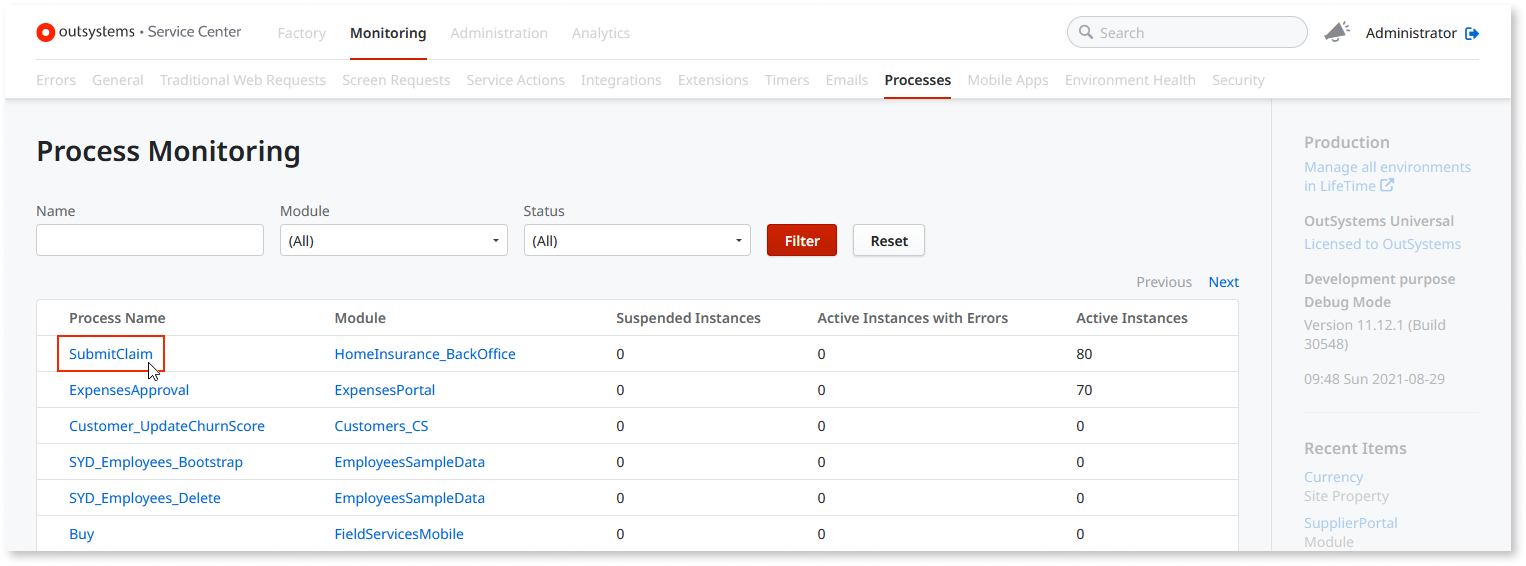 outsystems • Service Center Factory Monitoring Administration Analytics Search Administrator
Errors General Traditional Web Requests Screen Requests Service Actions Integrations Extensions Timers Emails Processes Mobile Apps Environment Health Security
Process Monitoring
Name Module Status
(All) (All) Filter Reset
Previous Next
Process Name Module Suspended Instances Active Instances with Errors Active Instances
SubmitClaim HomeInsurance_BackOffice 0 0 80
ExpensesApproval ExpensesPortal 0 0 70
Customer_UpdateChurnScore Customers_CS 0 0 0
SYD_Employees_Bootstrap EmployeesSampleData 0 0 0
SYD_Employees_Delete EmployeesSampleData 0 0 0
Buy FieldServicesMobile 0 0 0
Production
Manage all environments
in LifeTime
OutSystems Universal
Licensed to OutSystems
Development purpose
Debug Mode
Version 11.12.1 (Build
30548)
09:48 Sun 2021-08-29
Recent Items
Currency
Site Property
SupplierPortal
Module